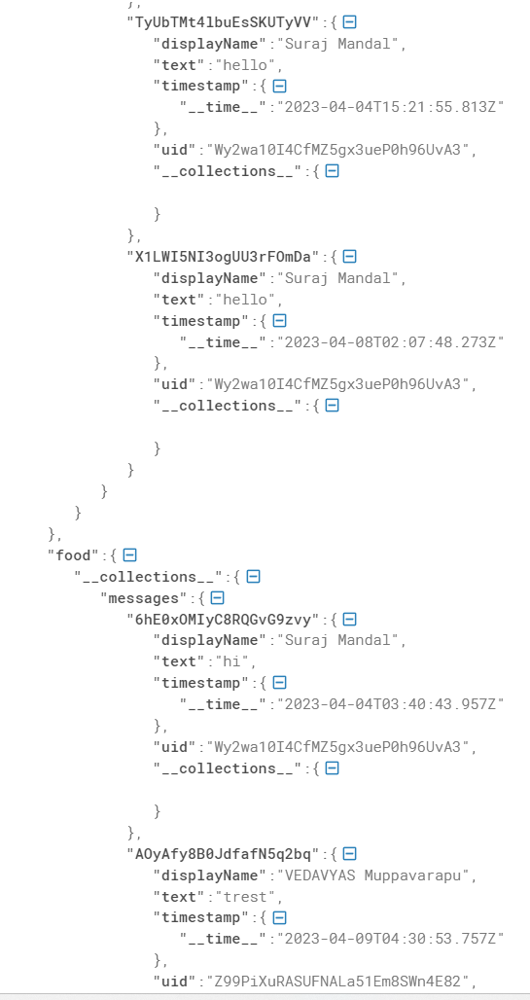 },
"TyUbTMt4lbuEsSKUTyVV":{
"displayName":"Suraj Mandal",
"text":"hello",
"timestamp":{
"__time__":"2023-04-04T15:21:55.813Z"
},
"uid":"Wy2wa10I4CfMZ5gx3ueP0h96UvA3",
"__collections__":{
}
},
"X1LWI5NI3ogUU3rFOmDa":{
"displayName":"Suraj Mandal",
"text":"hello",
"timestamp":{
"__time__":"2023-04-08T02:07:48.273Z"
},
"uid":"Wy2wa10I4CfMZ5gx3ueP0h96UvA3",
"__collections__":{
}
}
}
}
},
"food":{
"__collections__":{
"messages":{
"6hE0xOMIyC8RQGvG9zvy":{
"displayName":"Suraj Mandal",
"text":"hi",
"timestamp":{
"__time__":"2023-04-04T03:40:43.957Z"
},
"uid":"Wy2wa10I4CfMZ5gx3ueP0h96UvA3",
"__collections__":{
}
},
"AOyAfy8B0JdfafN5q2bq":{
"displayName":"VEDAVYAS Muppavarapu",
"text":"trest",
"timestamp":{
"__time__":"2023-04-09T04:30:53.757Z"
},
"uid":"Z99PiXuRASUFNALa51Em8SWn4E82",